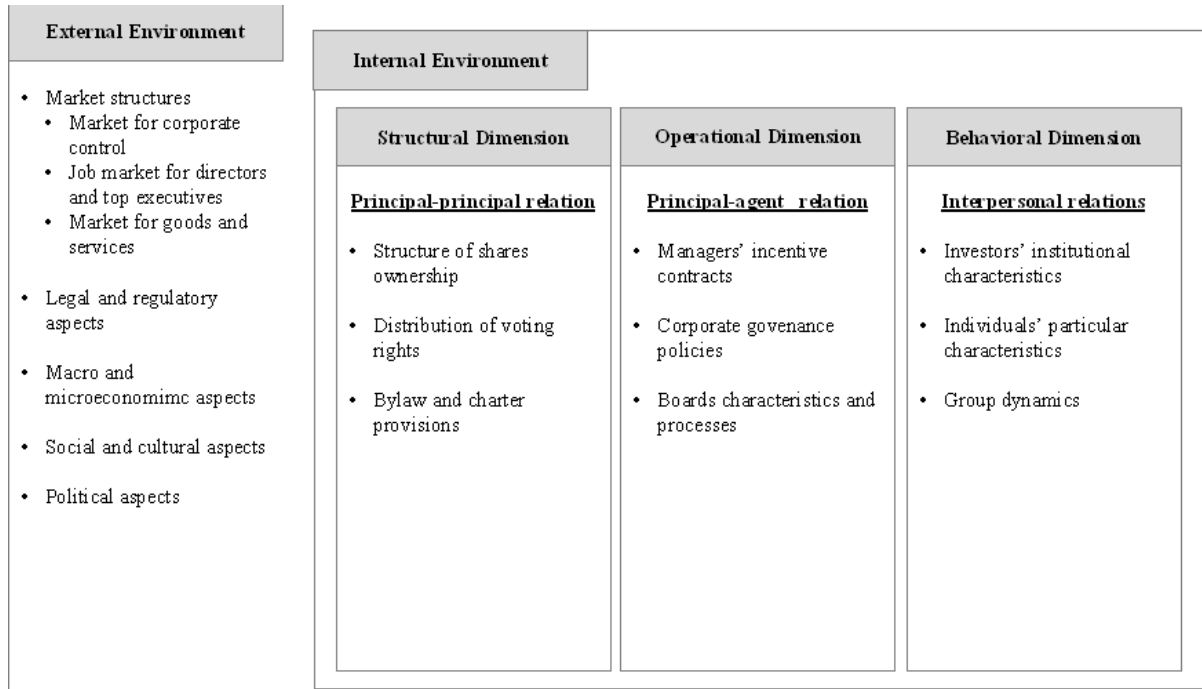 External Environment
• Market structures
• Market for corporate
control
• Job market for directors
and top executives
• Market for goods and
services
• Legal and regulatory
aspects
• Macro and
microeconomimc aspects
• Social and cultural aspects
• Political aspects
Internal Environment
Structural Dimension
Principal-principal relation
• Structure of shares
ownership
• Distribution of voting
rights
• Bylaw and charter
provisions
Operational Dimension
Principal-agent relation
• Managers’ incentive
contracts
• Corporate govenance
policies
• Boards characteristics and
processes
Behavioral Dimension
Interpersonal relations
• Investors’ institutional
characteristics
• Individuals’ particular
characteristics
• Group dynamics